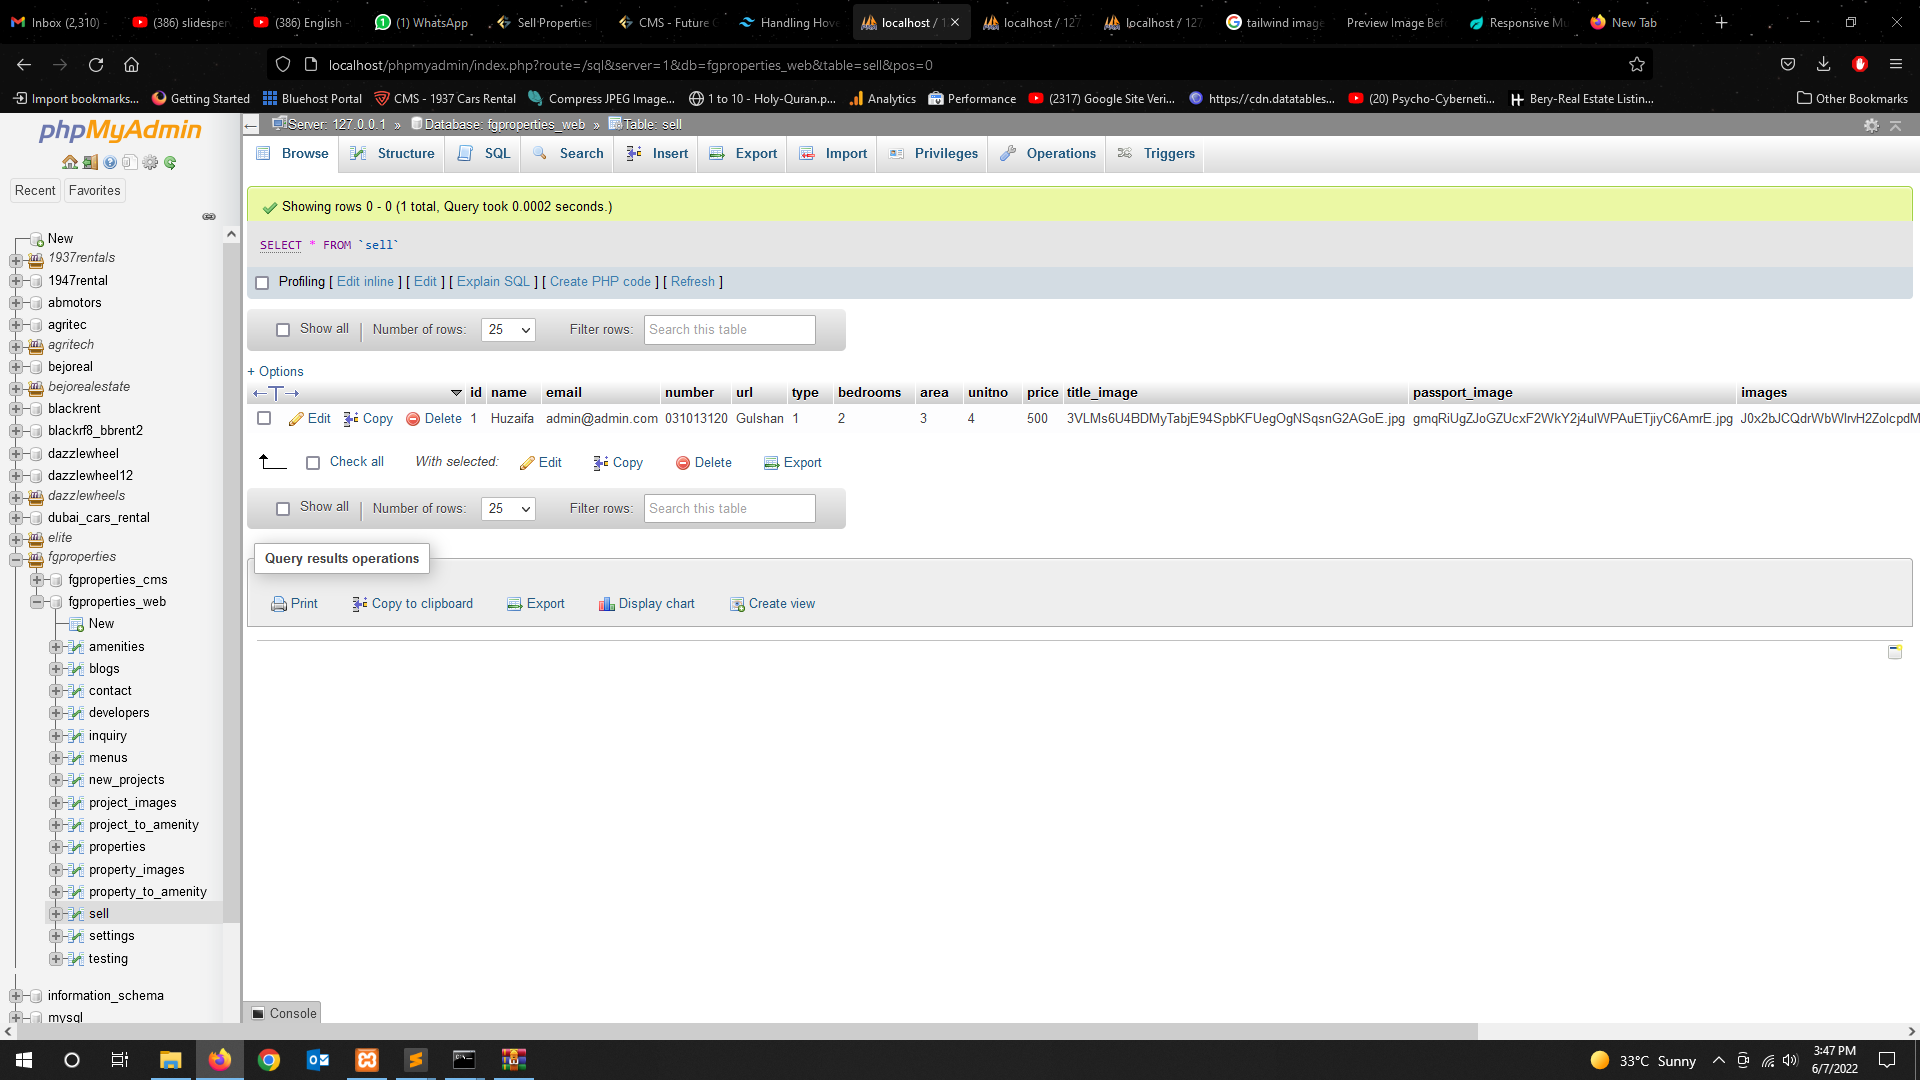 Inbox (2,310) -
(386) slidesper
(386) English -
(1) WhatsApp
Sell Properties
CMS - Future G
Handling Hove
localhost / 1
localhost / 127
localhost / 127
tailwind image
Preview Image Bef
Responsive Mu
New Tab
localhost/phpmyadmin/index.php?route=/sql&server=1&db=fgproperties_web&table=sell&pos=0
Import bookmarks...
Getting Started
Bluehost Portal
CMS - 1937 Cars Rental
Compress JPEG Image...
1 to 10 - Holy-Quran.p...
Analytics
Performance
(2317) Google Site Veri...
https://cdn.datatables...
(20) Psycho-Cyberneti...
Bery-Real Estate Listin...
Other Bookmarks
phpMyAdmin
Recent
Favorites
New
1937rentals
1947rental
abmotors
agritec
agritech
bejoreal
bejorealestate
blackrent
blackrf8_bbrent2
dazzlewheel
dazzlewheel12
dazzlewheels
dubai_cars_rental
elite
fgproperties
fgproperties_cms
fgproperties_web
New
amenities
blogs
contact
developers
inquiry
menus
new_projects
project_images
project_to_amenity
properties
property_images
property_to_amenity
sell
settings
testing
information_schema
mysql
Server: 127.0.0.1 » Database: fgproperties_web » Table: sell
Browse
Structure
SQL
Search
Insert
Export
Import
Privileges
Operations
Triggers
Showing rows 0 - 0 (1 total, Query took 0.0002 seconds.)
SELECT * FROM `sell`
Profiling [ Edit inline ] [ Edit ] [ Explain SQL ] [ Create PHP code ] [ Refresh ]
Show all | Number of rows: 25 Filter rows: Search this table
+ Options
id name email number url type bedrooms area unitno price title_image passport_image images
Edit Copy Delete 1 Huzaifa admin@admin.com 031013120 Gulshan 1 2 3 4 500 3VLMs6U4BDMyTabjE94SpbKFUegOgNSqsnG2AGoE.jpg gmqRiUgZJoGZUcxF2WkY2j4ulWPAuETjiyC6AmrE.jpg J0x2bJCQdrWbWIrvH2ZolcpdM
Check all With selected: Edit Copy Delete Export
Show all | Number of rows: 25 Filter rows: Search this table
Query results operations
Print Copy to clipboard Export Display chart Create view
Console
33°C Sunny
3:47 PM
6/7/2022